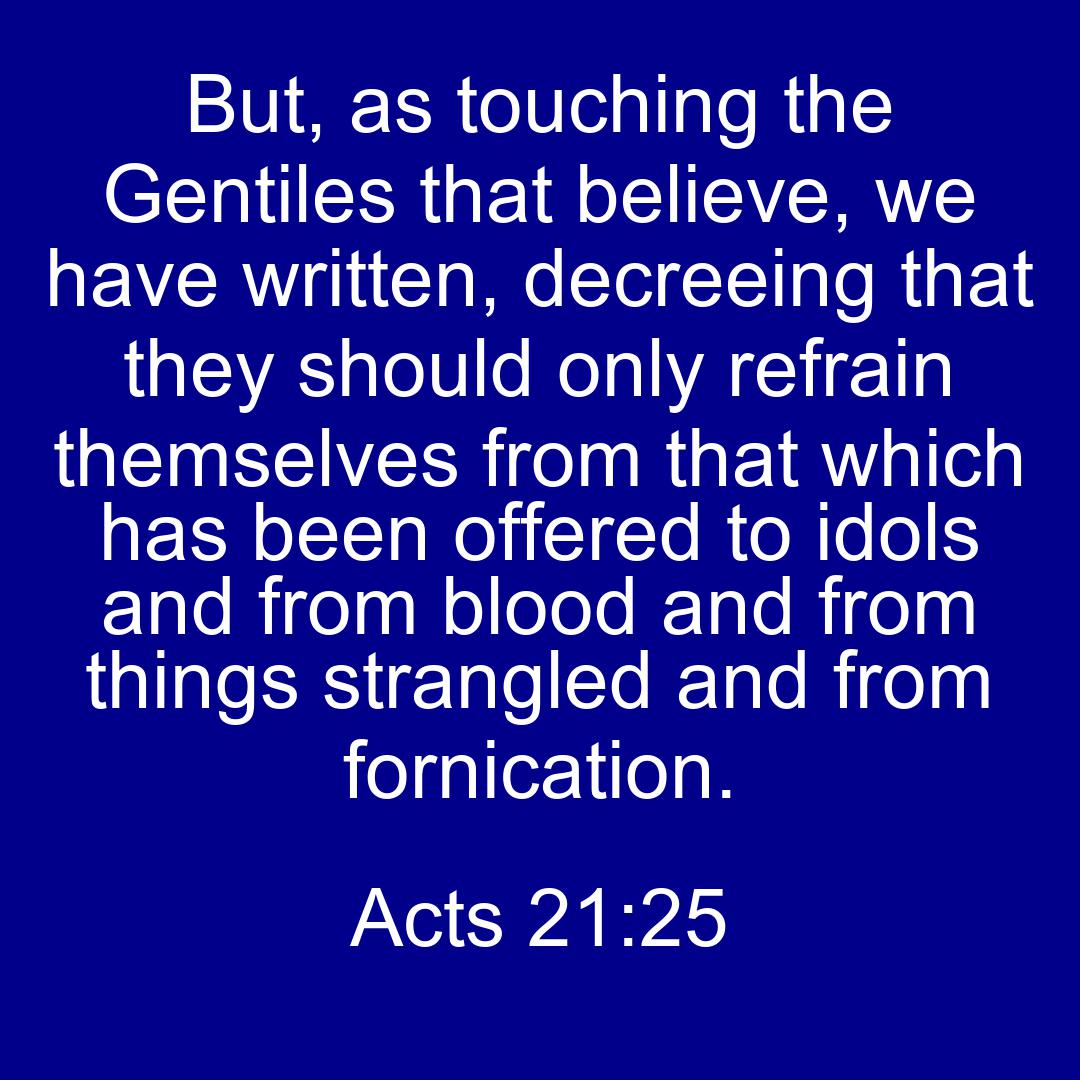 But, as touching the
Gentiles that believe, we
have written, decreeing that
they should only refrain
themselves from that which
has been offered to idols
and from blood and from
things strangled and from
fornication.
Acts 21:25